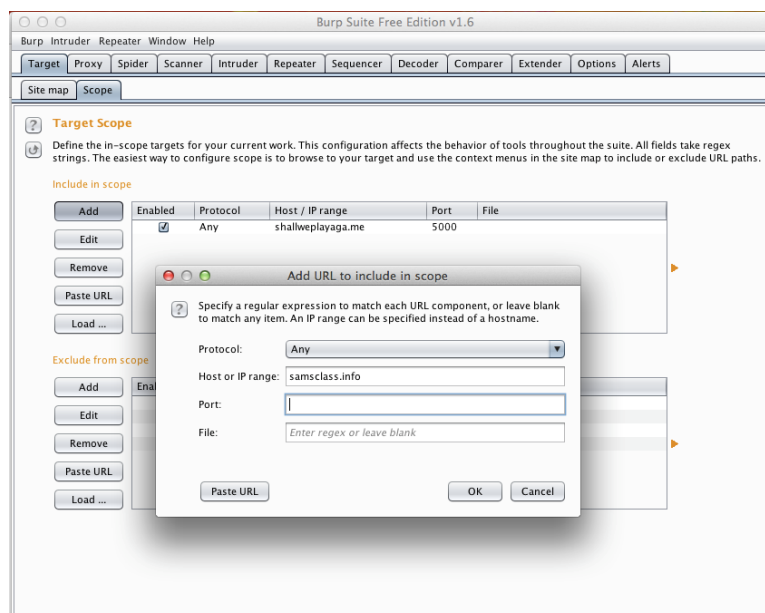 Burp Suite Free Edition v1.6
Burp Intruder Repeater Window Help
Target Proxy Spider Scanner Intruder Repeater Sequencer Decoder Comparer Extender Options Alerts
Site map Scope
? Target Scope
Define the in-scope targets for your current work. This configuration affects the behavior of tools throughout the suite. All fields take regex
strings. The easiest way to configure scope is to browse to your target and use the context menus in the site map to include or exclude URL paths.
Include in scope
Add Enabled Protocol Host / IP range Port File
Any shallweplayaga.me 5000
Edit
Remove
Paste URL
Load ...
Add URL to include in scope
? Specify a regular expression to match each URL component, or leave blank
to match any item. An IP range can be specified instead of a hostname.
Protocol: Any
Host or IP range: samsclass.info
Port:
File: Enter regex or leave blank
Paste URL OK Cancel
Exclude from scope
Add
Edit
Remove
Paste URL
Load ...